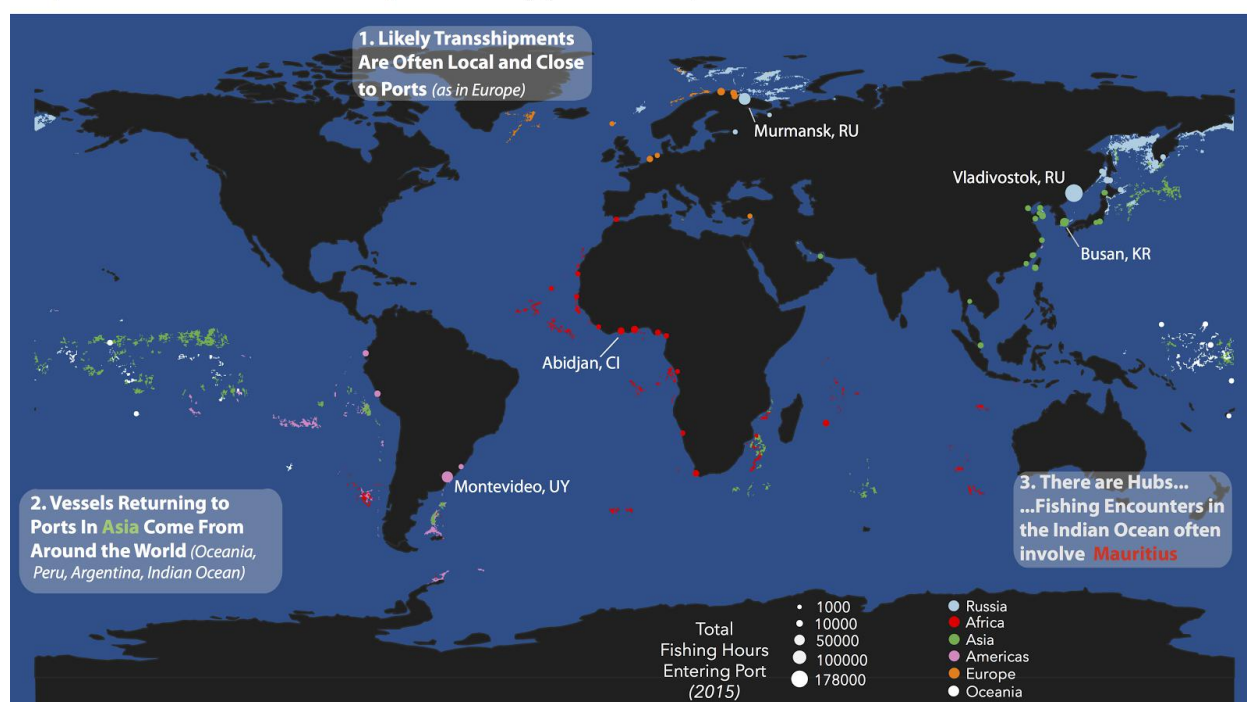 1. Likely Transshipments
Are Often Local and Close
to Ports (as in Europe)
Murmansk, RU
Vladivostok, RU
Busan, KR
Abidjan, CI
Montevideo, UY
2. Vessels Returning to
Ports In Asia Come From
Around the World (Oceania,
Peru, Argentina, Indian Ocean)
3. There are Hubs...
...Fishing Encounters in
the Indian Ocean often
involve Mauritius
Total
Fishing Hours
Entering Port
(2015)
1000
10000
50000
100000
178000
Russia
Africa
Asia
Americas
Europe
Oceania